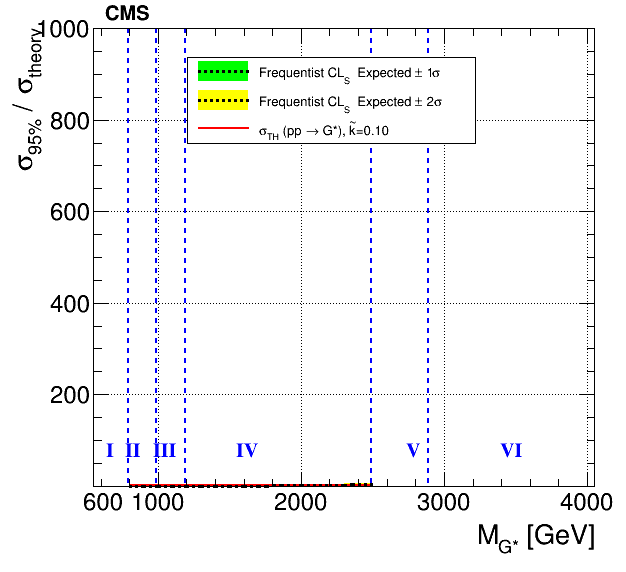 CMS
σ95% / σtheory
1000
800
600
400
200
Frequentist CLS Expected ± 1σ
Frequentist CLS Expected ± 2σ
σTH (pp → G*), k̃=0.10
I II III IV V VI
600 1000 2000 3000 4000
MG* [GeV]